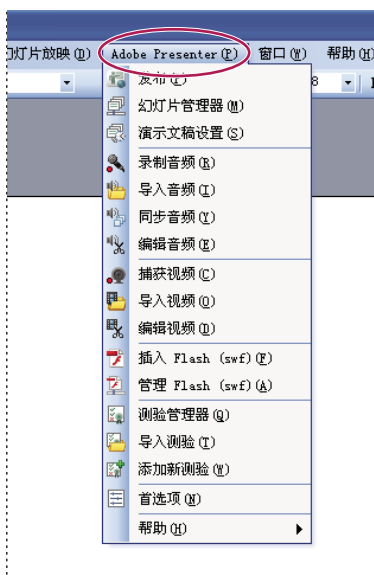 幻灯片放映(D) Adobe Presenter(P) 窗口(W) 帮助(H)
发布(P)
8
幻灯片管理器(M)
演示文稿设置(S)
录制音频(R)
导入音频(I)
同步音频(Y)
编辑音频(E)
捕获视频(C)
导入视频(O)
编辑视频(D)
插入 Flash (swf)(F)
管理 Flash (swf)(A)
测验管理器(Q)
导入测验(T)
添加新测验(W)
首选项(N)
帮助(H)